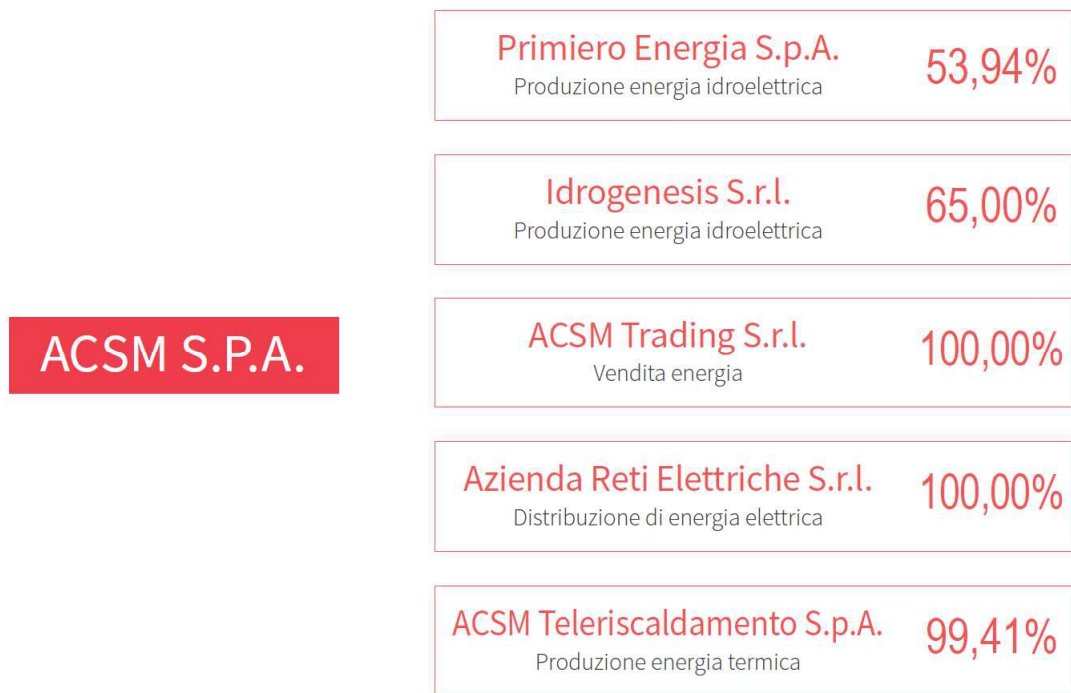 Primiero Energia S.p.A.
Produzione energia idroelettrica
53,94%
Idrogenesis S.r.l.
Produzione energia idroelettrica
65,00%
ACSM S.P.A.
ACSM Trading S.r.l.
Vendita energia
100,00%
Azienda Reti Elettriche S.r.l.
Distribuzione di energia elettrica
100,00%
ACSM Teleriscaldamento S.p.A.
Produzione energia termica
99,41%